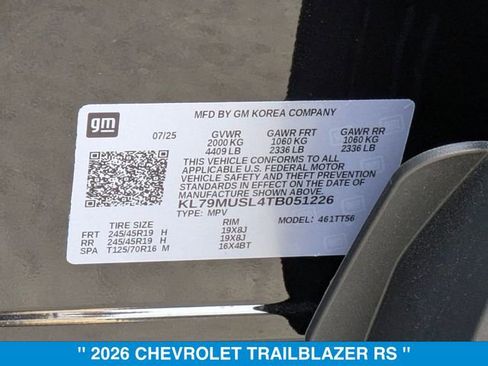 gm
MFD BY GM KOREA COMPANY
07/25 GVWR GAWR FRT GAWR RR
2000 KG 1060 KG 1060 KG
4409 LB 2336 LB 2336 LB
THIS VEHICLE CONFORMS TO ALL
APPLICABLE U.S. FEDERAL MOTOR
VEHICLE SAFETY STANDARDS IN
EFFECT ON THE DATE OF
MANUFACTURE SHOWN ABOVE.
KL79MUSL4TB051226
TYPE: MPV MODEL: 461TT56
TIRE SIZE RIM
FRT 245/45R19 H 19X8J
RR 245/45R19 H 19X8J
SPA T125/70R16 M 16X4BT
" 2026 CHEVROLET TRAILBLAZER RS "